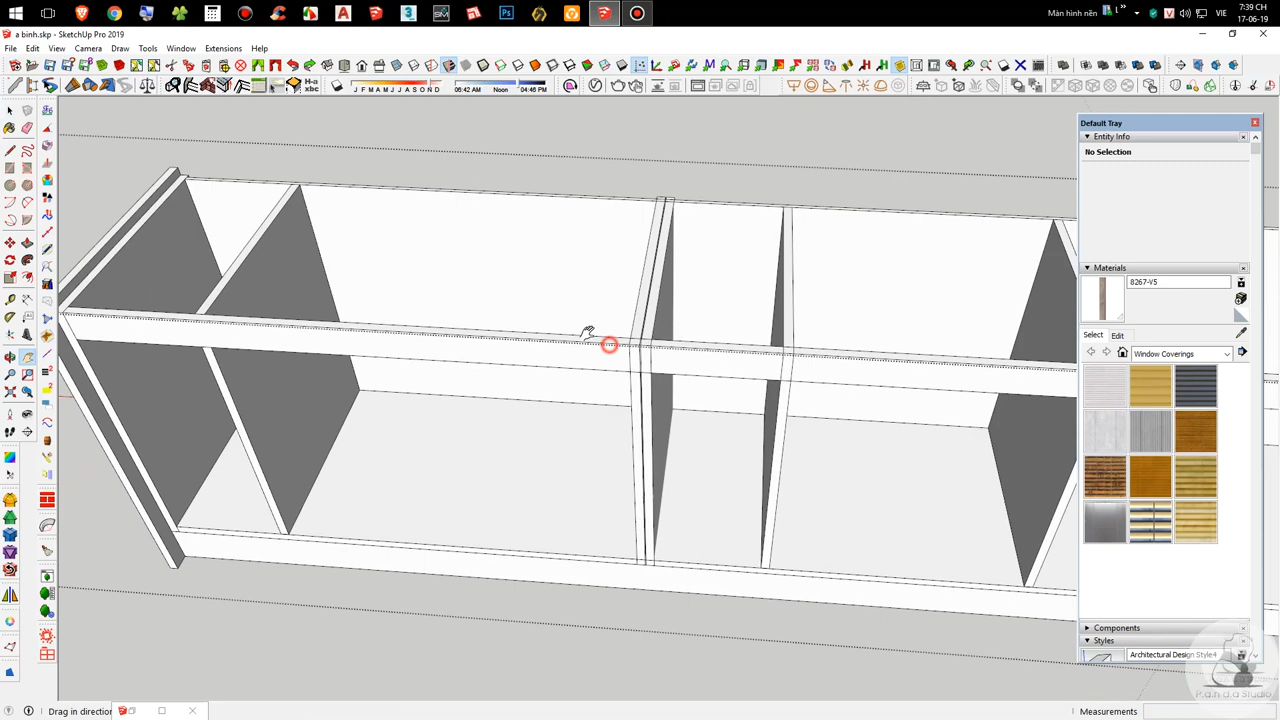 Màn hình nền
VIE
7:39 CH
17-06-19
a binh.skp - SketchUp Pro 2019
File Edit View Camera Draw Tools Window Extensions Help
H-a
xbc
J F M A M J J A S O N D
06:42 AM Noon 04:46 PM
Default Tray
Entity Info
No Selection
Materials
8267-V5
Select Edit
Window Coverings
Components
Styles
Architectural Design Style4
P.a.n.d.a Studio
Drag in direction
Measurements